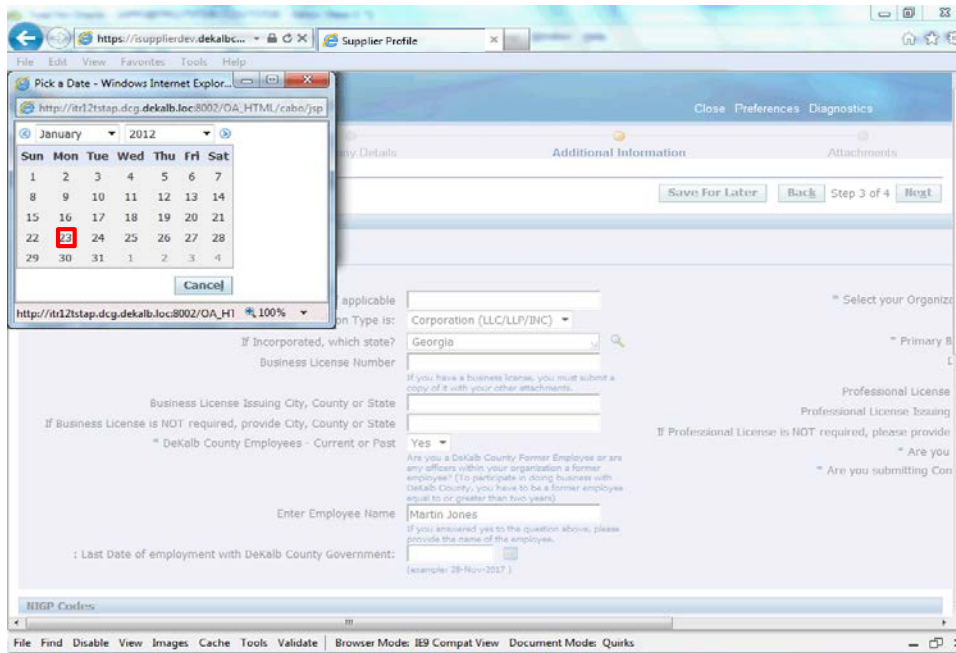 https://isupplierdev.dekalbc...
Supplier Profile
File Edit View Favorites Tools Help
Pick a Date - Windows Internet Explor...
http://itr12tstap.dcg.dekalb.loc:8002/OA_HTML/cabo/jsp
January 2012
Sun Mon Tue Wed Thu Fri Sat
1 2 3 4 5 6 7
8 9 10 11 12 13 14
15 16 17 18 19 20 21
22 23 24 25 26 27 28
29 30 31 1 2 3 4
Cancel
http://itr12tstap.dcg.dekalb.loc:8002/OA_HT 100%
Close Preferences Diagnostics
Details Additional Information Attachments
Save For Later Back Step 3 of 4 Next
applicable
* Select your Organiza
Type is: Corporation (LLC/LLP/INC)
If Incorporated, which state? Georgia
* Primary B
Business License Number
If you have a business license, you must submit a
copy of it with your other attachments.
Professional License
Business License Issuing City, County or State
Professional License Issuing
If Business License is NOT required, provide City, County or State
If Professional License is NOT required, please provide
* DeKalb County Employees - Current or Past Yes
* Are you
Are you a DeKalb County Former Employee or are
any officers within your organization a former
employee? (To participate in doing business with
DeKalb County, you have to be a former employee
equal to or greater than two years)
* Are you submitting Con
Enter Employee Name Martin Jones
If you answered yes to the question above, please
provide the name of the employee.
: Last Date of employment with DeKalb County Government:
(example: 28-Nov-2017 )
NIGP Codes
File Find Disable View Images Cache Tools Validate Browser Mode: IE9 Compat View Document Mode: Quirks